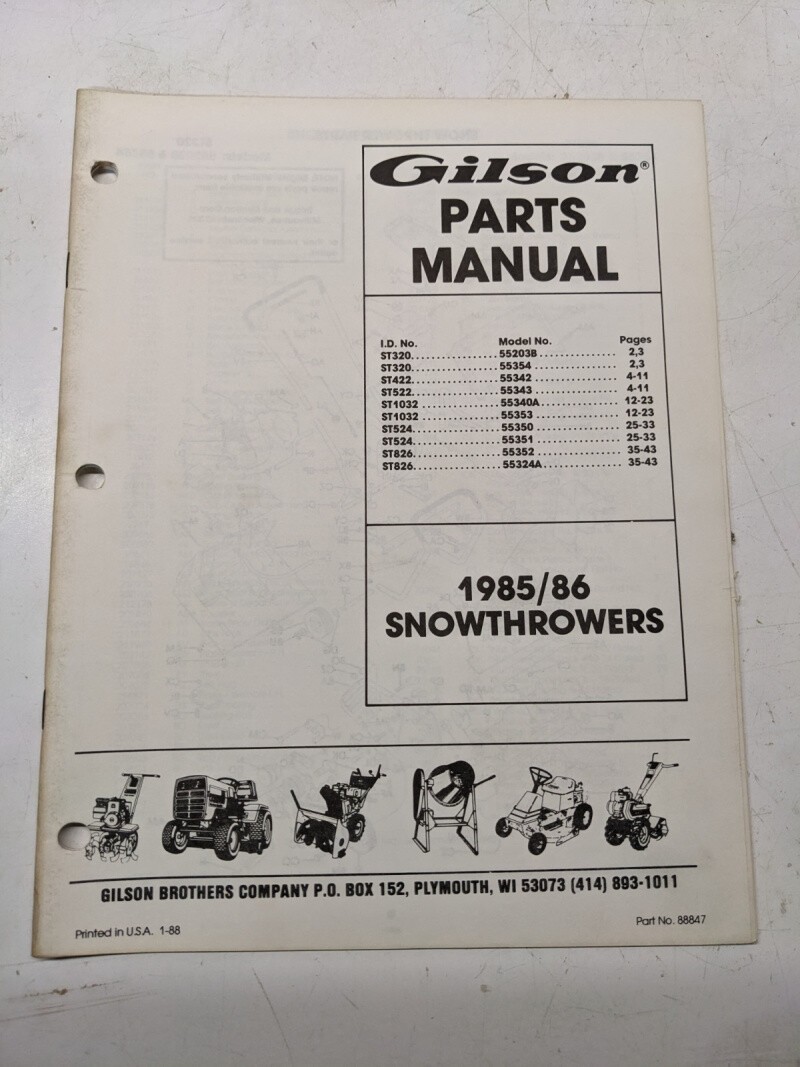 Gilson®
PARTS
MANUAL
I.D. No. Model No. Pages
ST320..............55203B.............. 2,3
ST320..............55354.............. 2,3
ST422..............55342.............. 4-11
ST522..............55343.............. 4-11
ST1032..............55340A.............. 12-23
ST1032..............55353.............. 12-23
ST524..............55350.............. 25-33
ST524..............55351.............. 25-33
ST826..............55352.............. 35-43
ST826..............55324A.............. 35-43
1985/86
SNOWTHROWERS
GILSON BROTHERS COMPANY P.O. BOX 152, PLYMOUTH, WI 53073 (414) 893-1011
Printed in U.S.A. 1-88
Part No. 88847